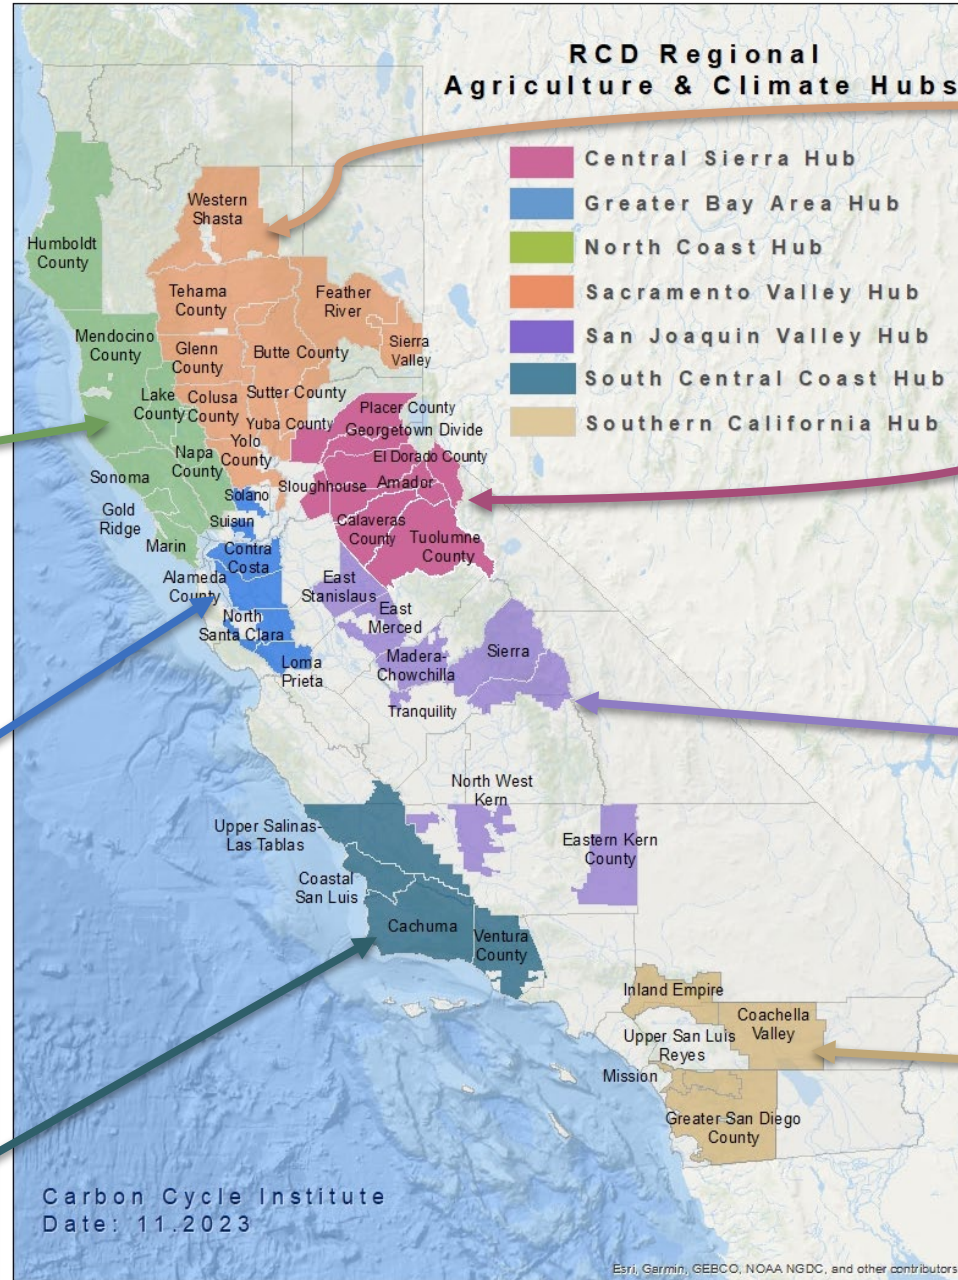 RCD Regional
Agriculture & Climate Hubs
Central Sierra Hub
Greater Bay Area Hub
North Coast Hub
Sacramento Valley Hub
San Joaquin Valley Hub
South Central Coast Hub
Southern California Hub
Western
Shasta
Humboldt
County
Tehama
County
Feather
River
Mendocino
County
Glenn
County
Butte County
Sierra
Valley
Lake
County
Colusa
County
Sutter County
Placer County
Yuba County
Georgetown Divide
Yolo
County
Napa
County
El Dorado County
Sonoma
Solano
Sloughhouse
Amador
Gold
Ridge
Suisun
Calaveras
County
Tuolumne
County
Marin
Contra
Costa
Alameda
County
East
Stanislaus
North
Santa Clara
East
Merced
Loma
Prieta
Madera-
Chowchilla
Sierra
Tranquility
North West
Kern
Upper Salinas-
Las Tablas
Eastern Kern
County
Coastal
San Luis
Cachuma
Ventura
County
Inland Empire
Coachella
Valley
Upper San Luis
Reyes
Mission
Greater San Diego
County
Carbon Cycle Institute
Date: 11.2023
Esri, Garmin, GEBCO, NOAA NGDC, and other contributors